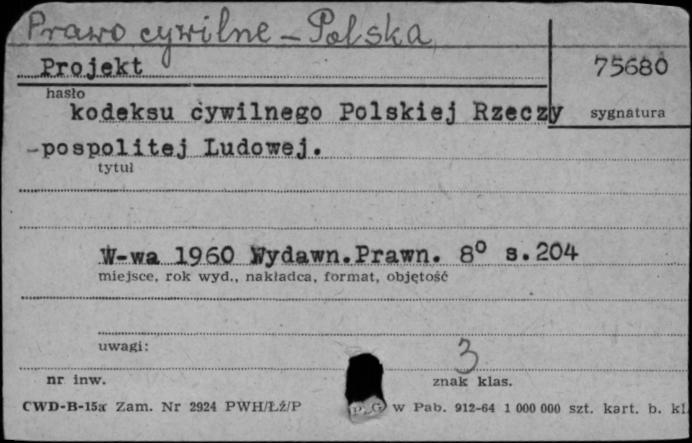 Prawo cywilne - Polska
Projekt 75680
hasło
kodeksu cywilnego Polskiej Rzeczy sygnatura
-pospolitej Ludowej.
tytuł
W-wa 1960 Wydawn.Prawn. 8° s.204
miejsce, rok wyd., nakładca, format, objętość
uwagi:
3
nr inw. znak klas.
CWD-B-15a Zam. Nr 2924 PWH/Łź/P w Pab. 912-64 1 000 000 szt. kart. b. kl.